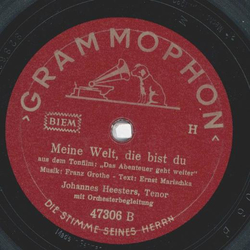 GRAMMOPHON
BIEM
H
Meine Welt, die bist du
aus dem Tonfilm: „Das Abenteuer geht weiter"
Musik: Franz Grothe - Text: Ernst Marischka
Johannes Heesters, Tenor
mit Orchesterbegleitung
47306 B
DIE STIMME SEINES HERRN